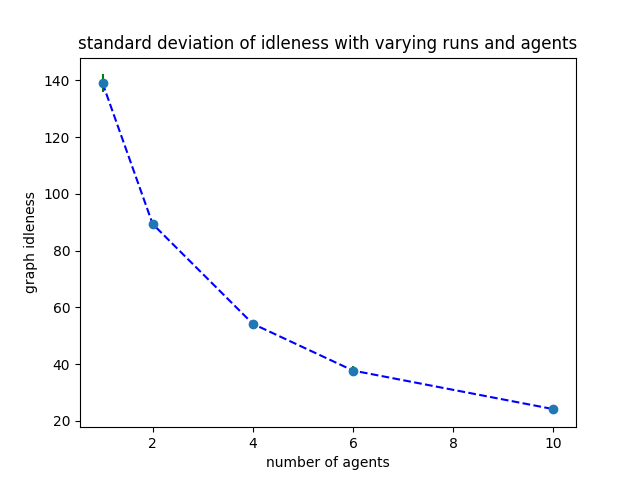 standard deviation of idleness with varying runs and agents
140
120
100
80
60
40
20
graph idleness
2 4 6 8 10
number of agents